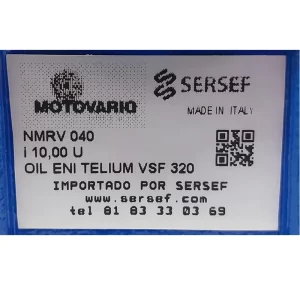 MOTOVARIO
SERSEF
MADE IN ITALY
NMRV 040
i 10,00 U
OIL ENI TELIUM VSF 320
IMPORTADO POR SERSEF
www.sersef.com
tel 81 83 33 03 69